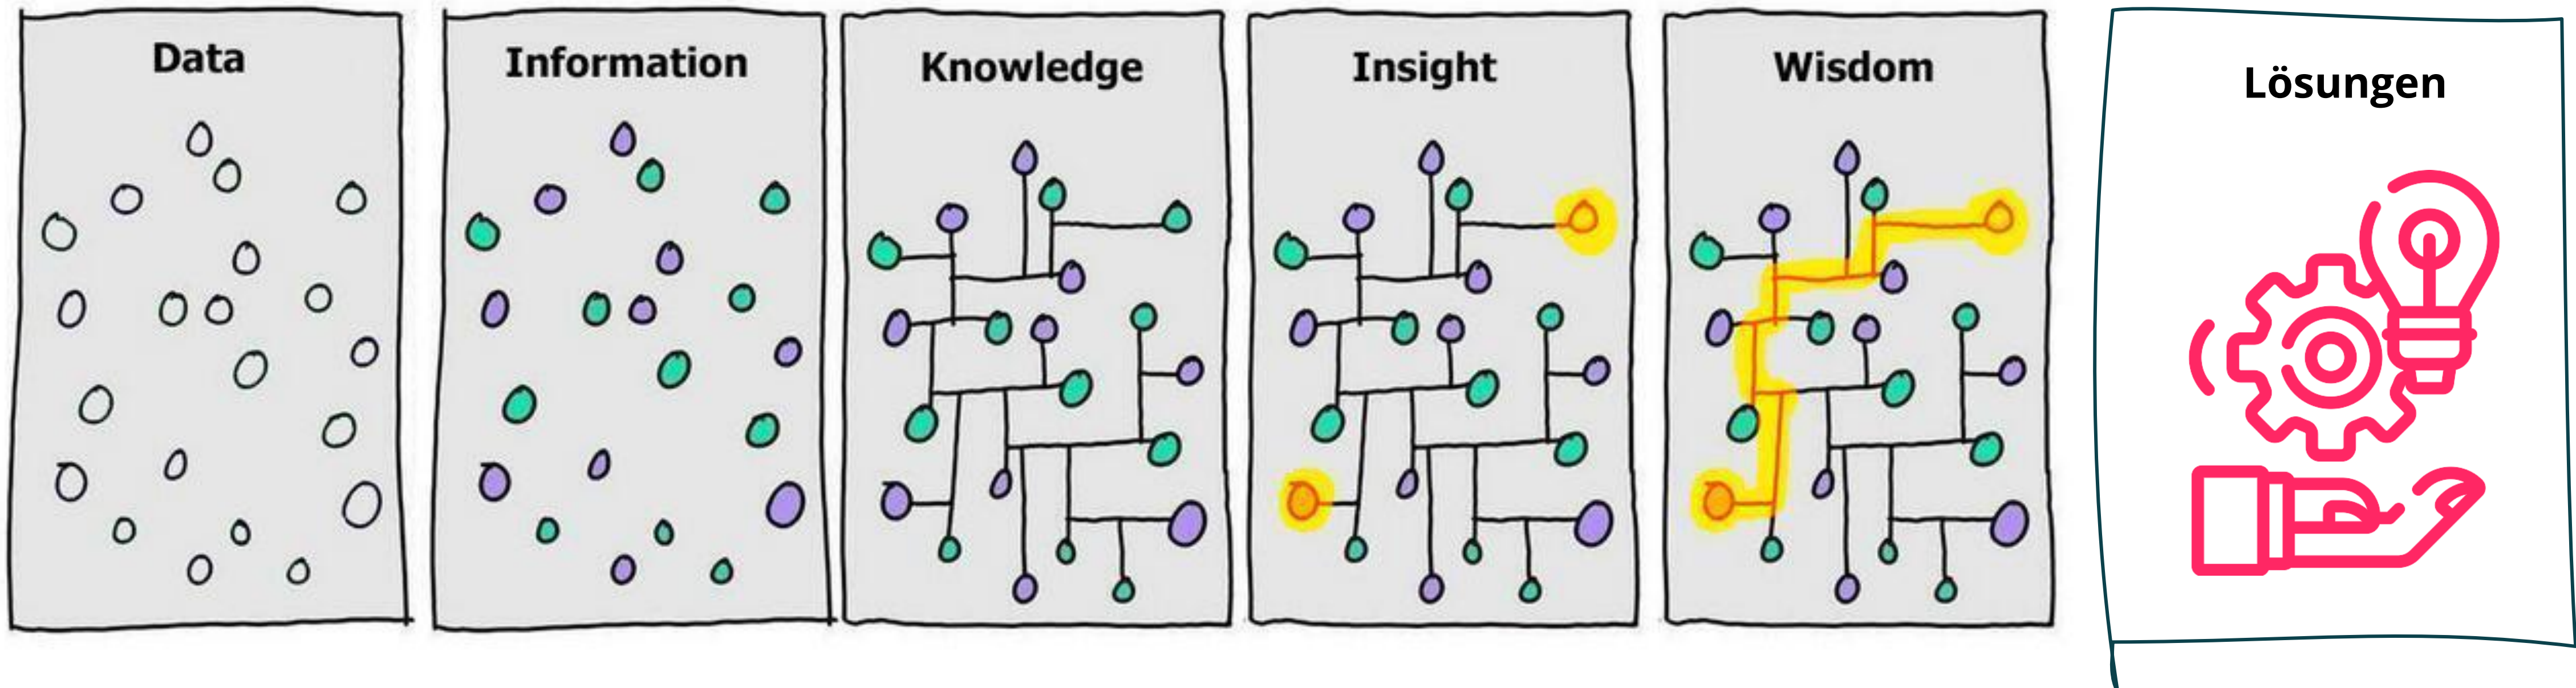 Data
Information
Knowledge
Insight
Wisdom
Lösungen